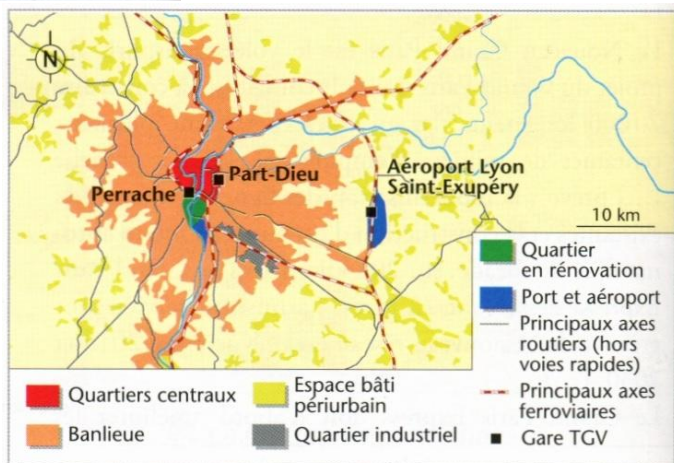 N
Part-Dieu
Perrache
Aéroport Lyon
Saint-Exupéry
10 km
Quartier
en rénovation
Port et aéroport
Principaux axes
routiers (hors
voies rapides)
Principaux axes
ferroviaires
Gare TGV
Quartiers centraux
Banlieue
Espace bâti
périurbain
Quartier industriel